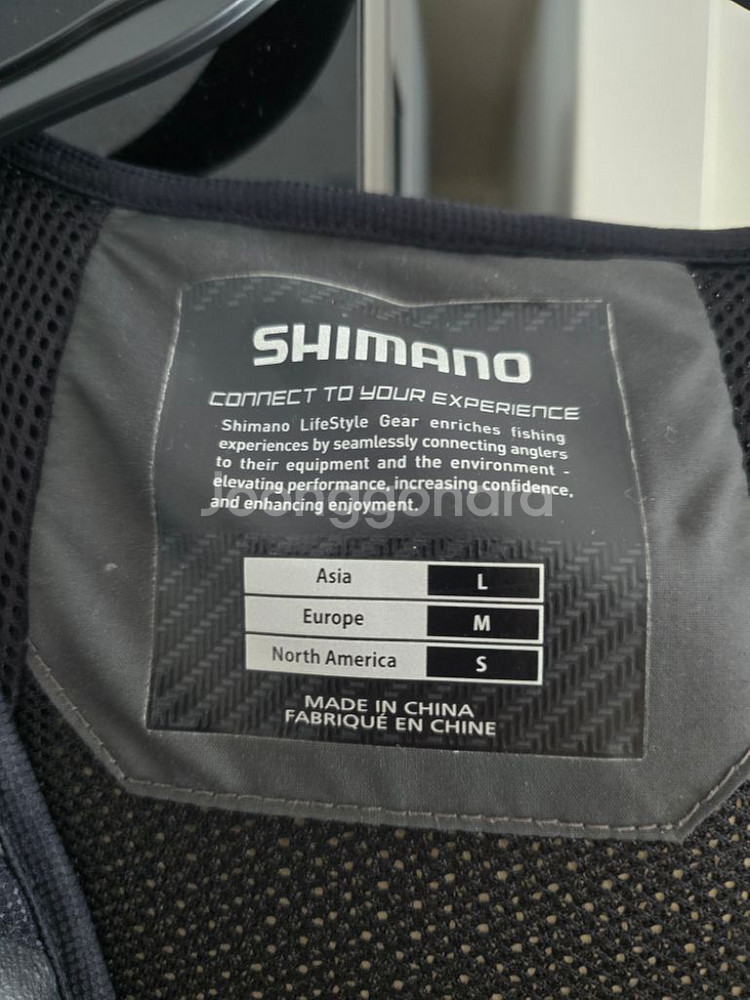 SHIMANO
CONNECT TO YOUR EXPERIENCE
Shimano LifeStyle Gear enriches fishing
experiences by seamlessly connecting anglers
to their equipment and the environment -
elevating performance, increasing confidence,
and enhancing enjoyment.
Joonggonara
Asia L
Europe M
North America S
MADE IN CHINA
FABRIQUÉ EN CHINE